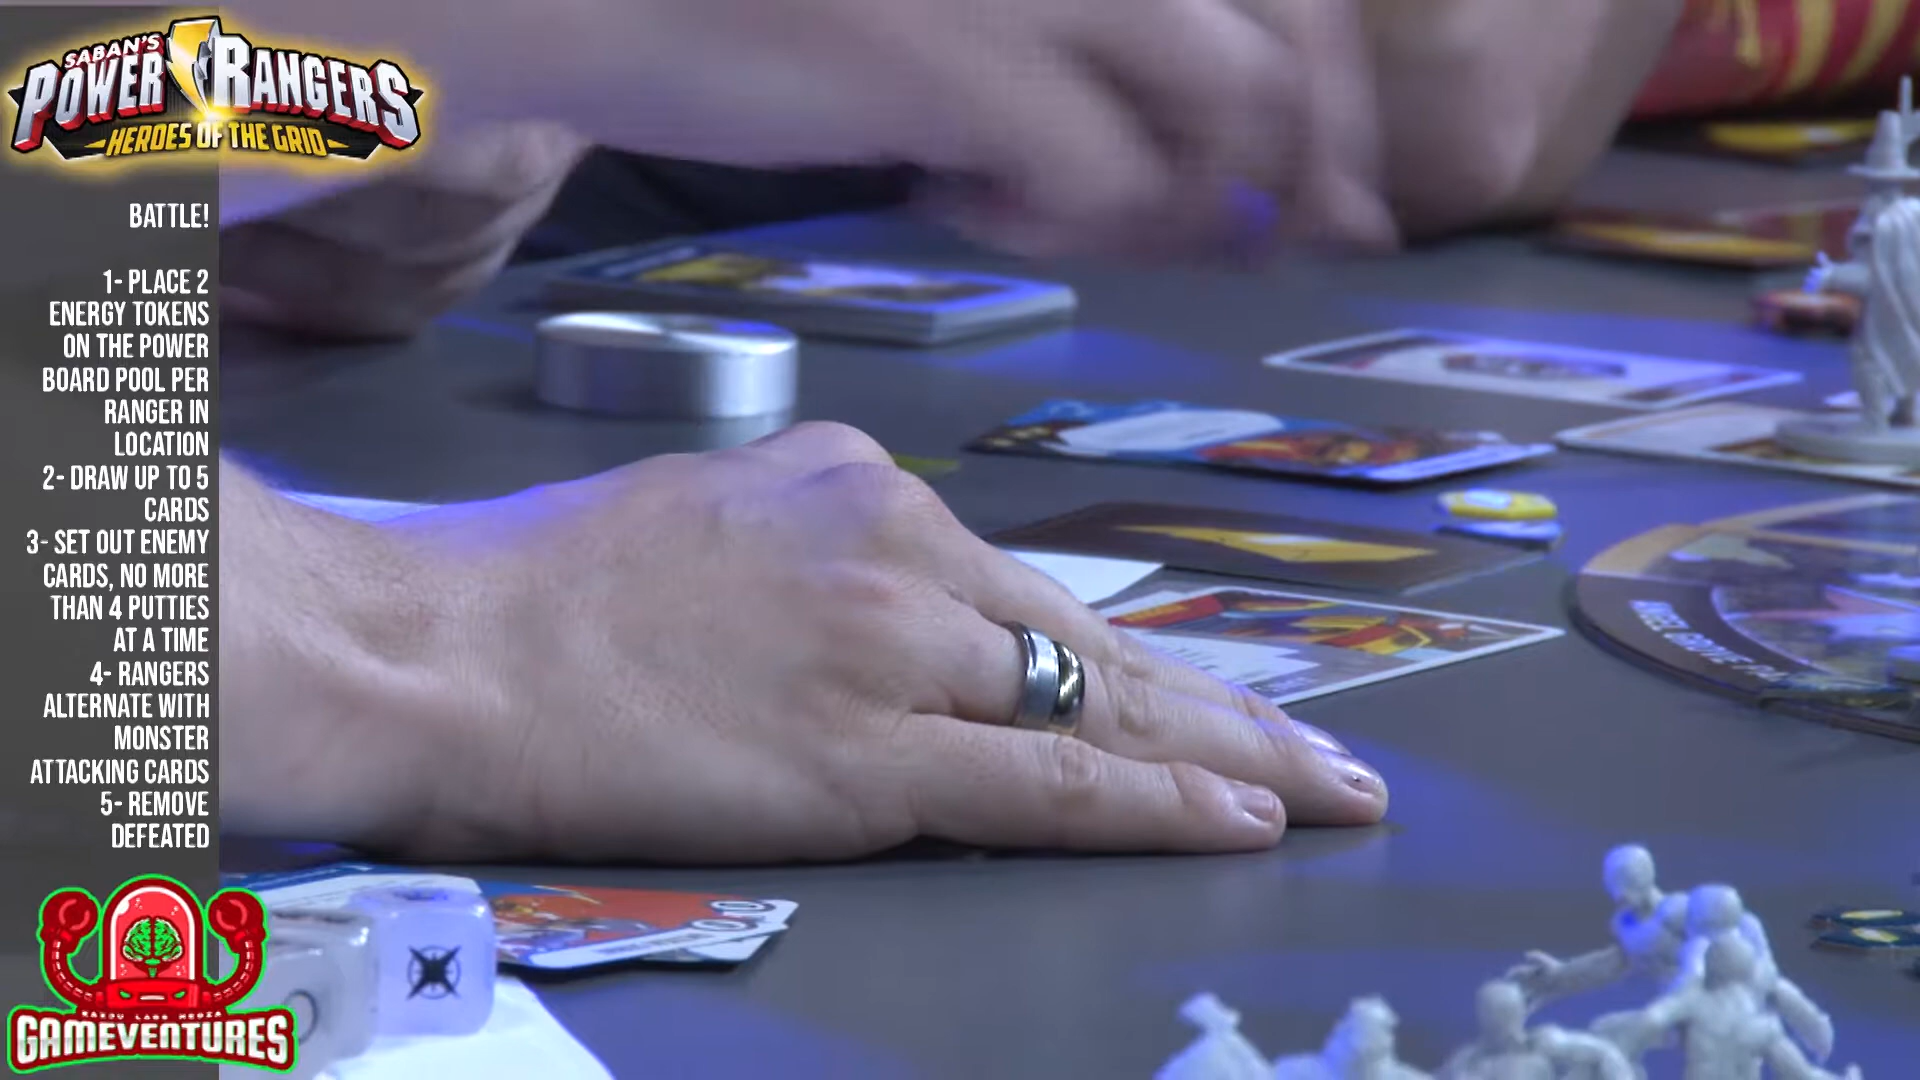 SABAN'S
POWER RANGERS
HEROES OF THE GRID
BATTLE!
1- PLACE 2
ENERGY TOKENS
ON THE POWER
BOARD POOL PER
RANGER IN
LOCATION
2- DRAW UP TO 5
CARDS
3- SET OUT ENEMY
CARDS, NO MORE
THAN 4 PUTTIES
AT A TIME
4- RANGERS
ALTERNATE WITH
MONSTER
ATTACKING CARDS
5- REMOVE
DEFEATED
ANGEL GROVE
GAMEVENTURES